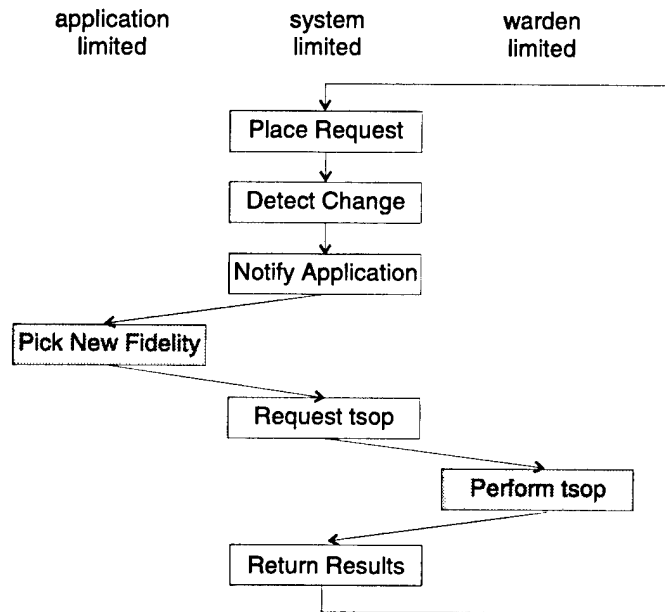 application system warden
limited limited limited
Place Request
Detect Change
Notify Application
Pick New Fidelity
Request tsop
Perform tsop
Return Results